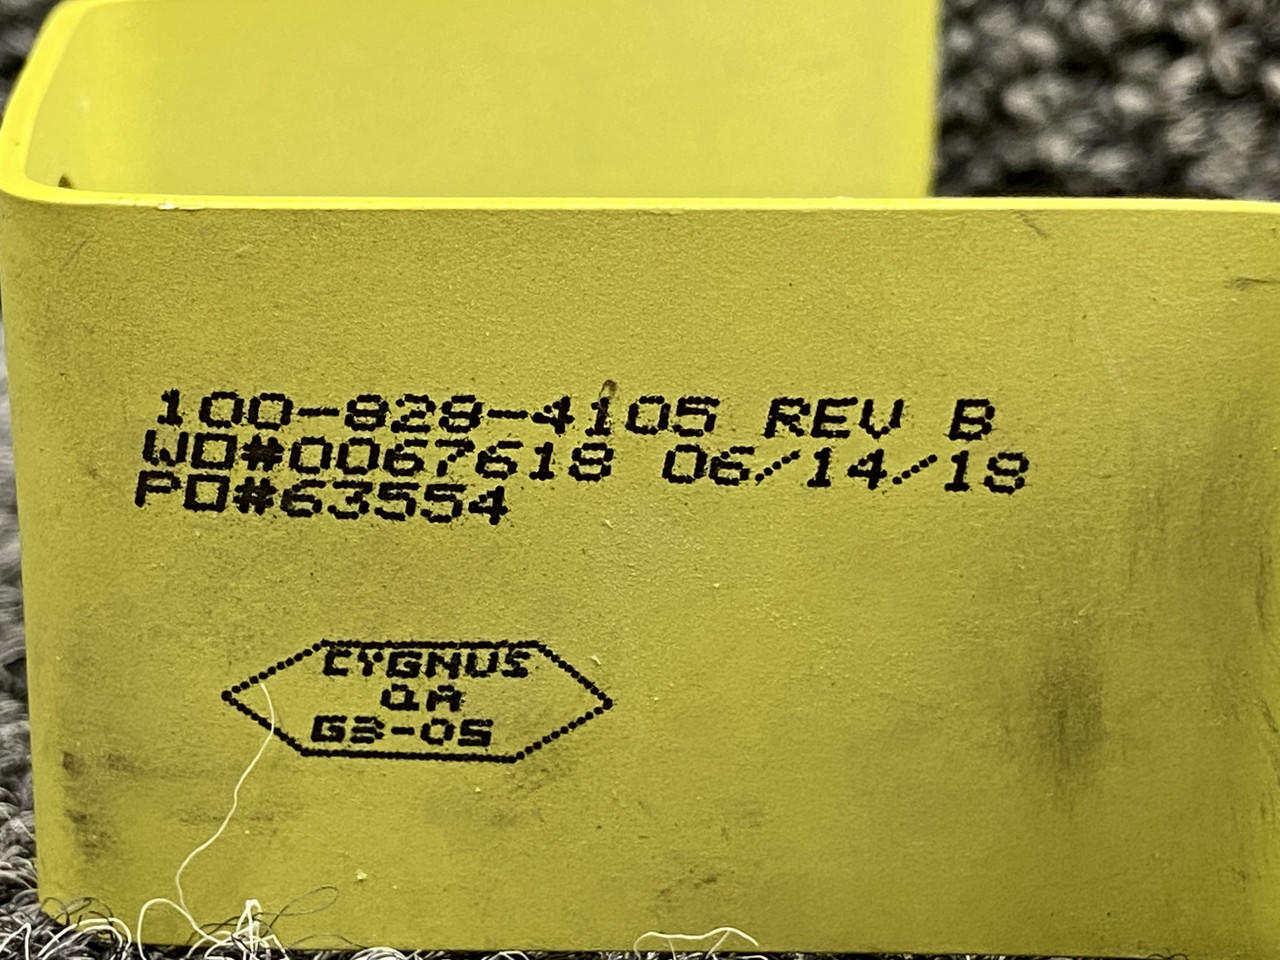 100-828-4105 REV B
WO#0067618 06/14/18
PO#63554
CYGNUS
QA
G3-05